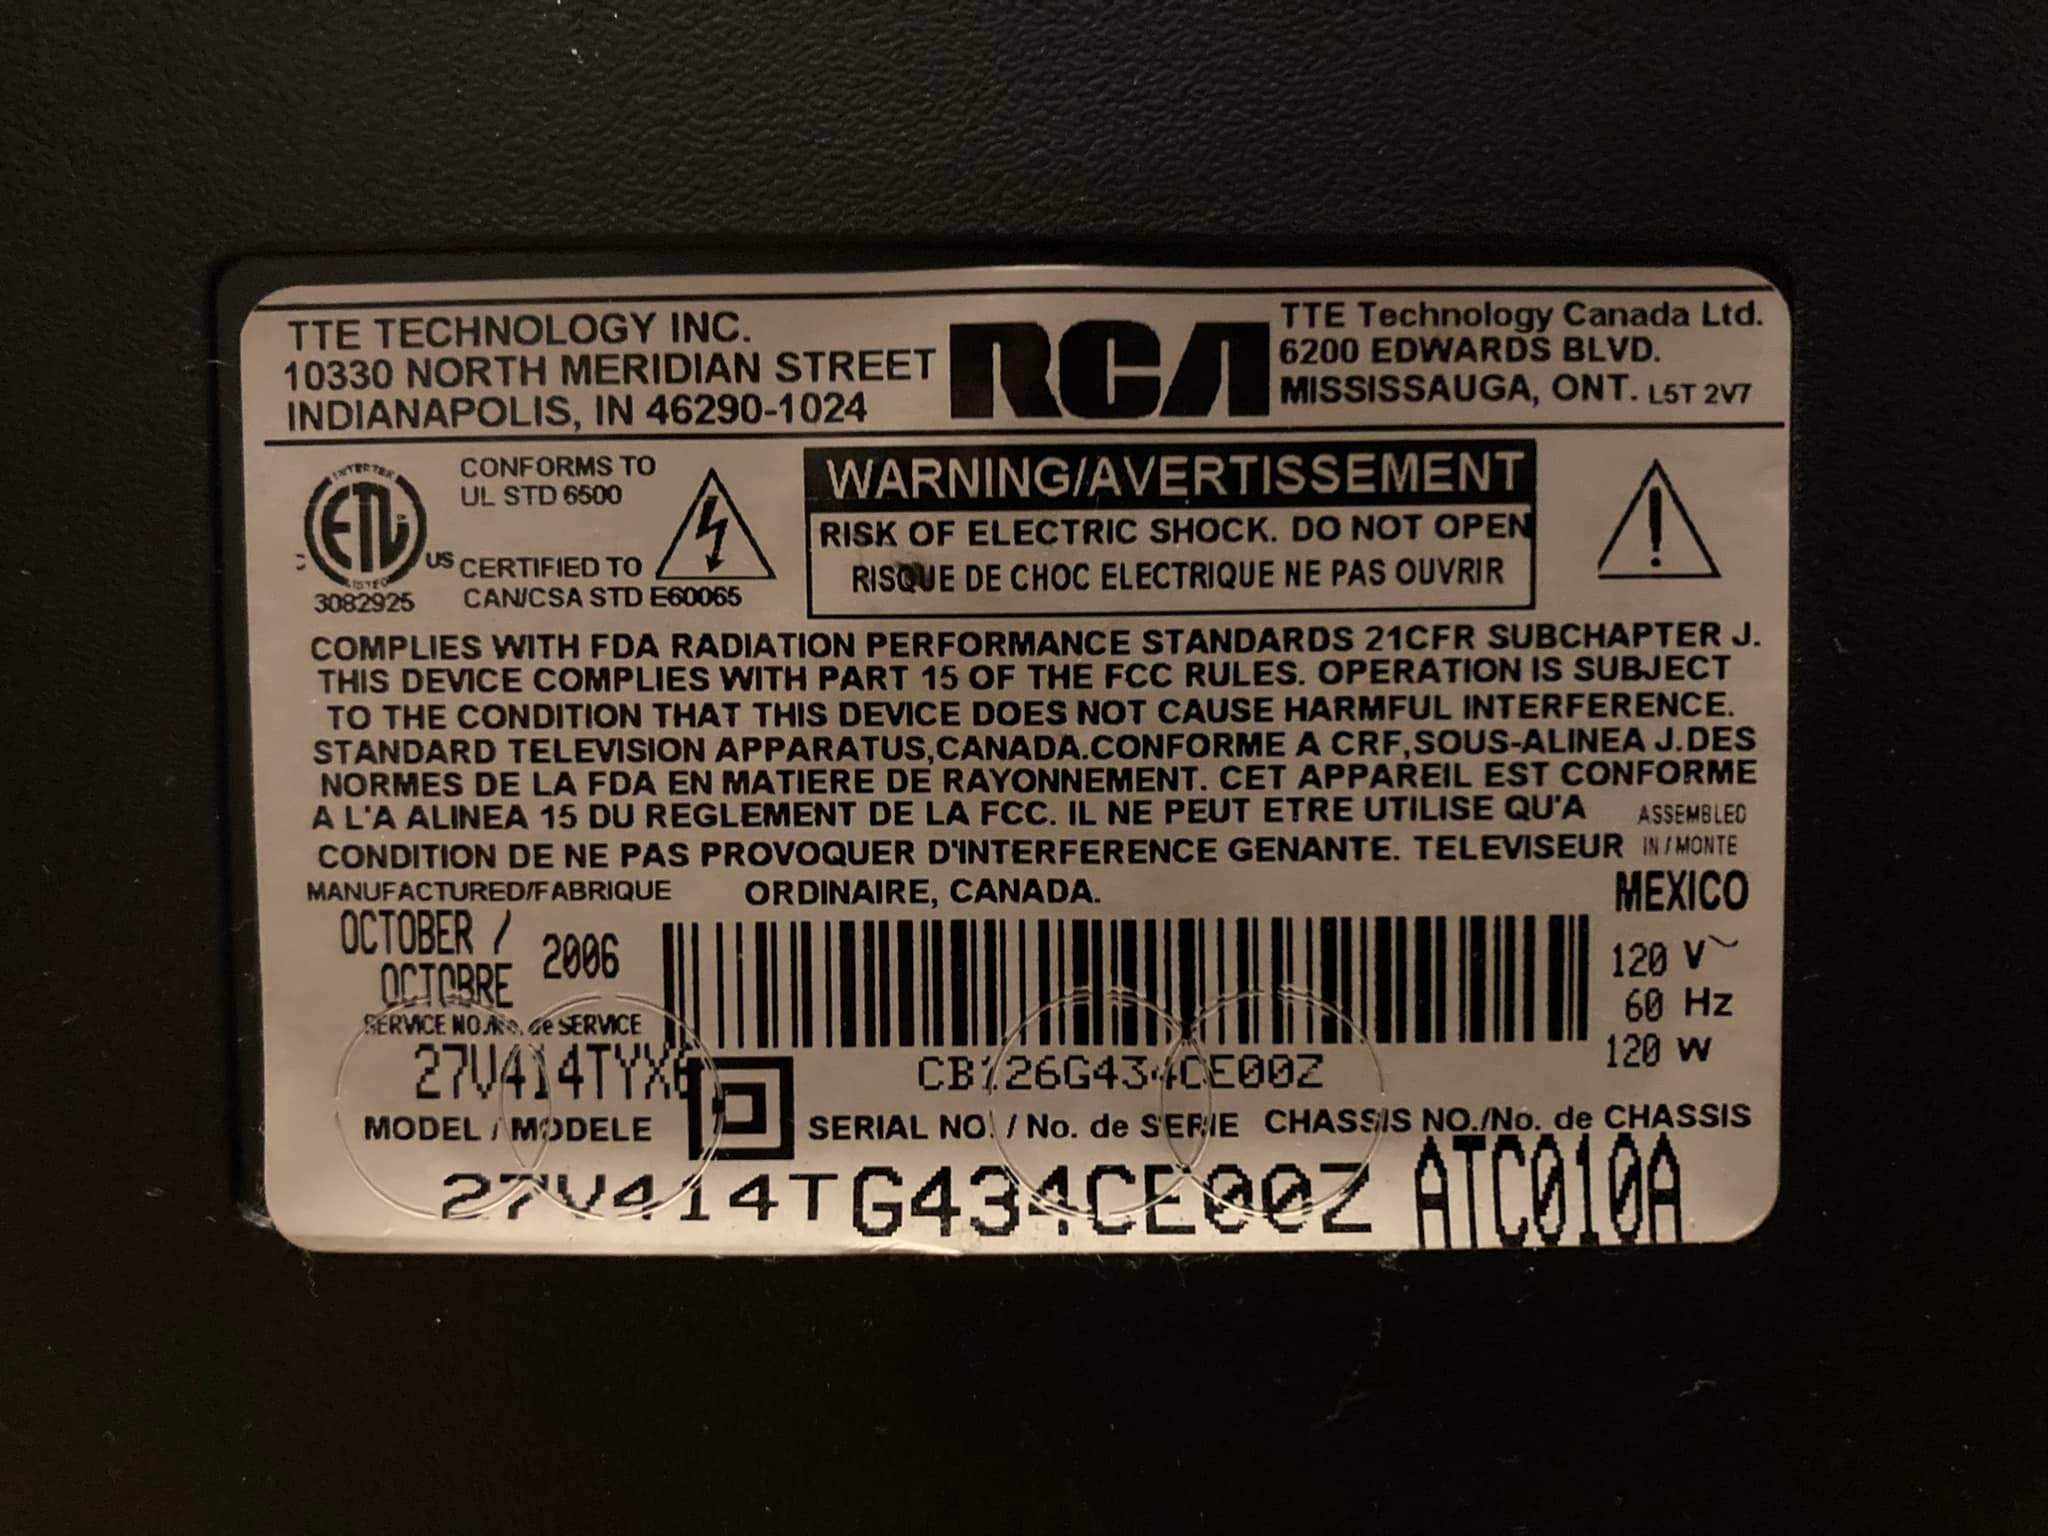 TTE TECHNOLOGY INC.
10330 NORTH MERIDIAN STREET
INDIANAPOLIS, IN 46290-1024
RCA
TTE Technology Canada Ltd.
6200 EDWARDS BLVD.
MISSISSAUGA, ONT. L5T 2V7
INTERTEK
ETL
LISTED
C US
3082925
CONFORMS TO
UL STD 6500
CERTIFIED TO
CAN/CSA STD E60065
WARNING/AVERTISSEMENT
RISK OF ELECTRIC SHOCK. DO NOT OPEN
RISQUE DE CHOC ELECTRIQUE NE PAS OUVRIR
COMPLIES WITH FDA RADIATION PERFORMANCE STANDARDS 21CFR SUBCHAPTER J.
THIS DEVICE COMPLIES WITH PART 15 OF THE FCC RULES. OPERATION IS SUBJECT
TO THE CONDITION THAT THIS DEVICE DOES NOT CAUSE HARMFUL INTERFERENCE.
STANDARD TELEVISION APPARATUS,CANADA.CONFORME A CRF,SOUS-ALINEA J.DES
NORMES DE LA FDA EN MATIERE DE RAYONNEMENT. CET APPAREIL EST CONFORME
A L'A ALINEA 15 DU REGLEMENT DE LA FCC. IL NE PEUT ETRE UTILISE QU'A
CONDITION DE NE PAS PROVOQUER D'INTERFERENCE GENANTE. TELEVISEUR
ORDINAIRE, CANADA.
ASSEMBLED
IN / MONTE
MEXICO
MANUFACTURED/FABRIQUE
OCTOBER /
OCTOBRE
2006
120 V~
60 Hz
120 W
SERVICE NO./No. de SERVICE
27V414TYX6
CB126G434CE00Z
MODEL / MODELE
27V414T
SERIAL NO. / No. de SERIE
G434CE00Z
CHASSIS NO./No. de CHASSIS
ATC010A